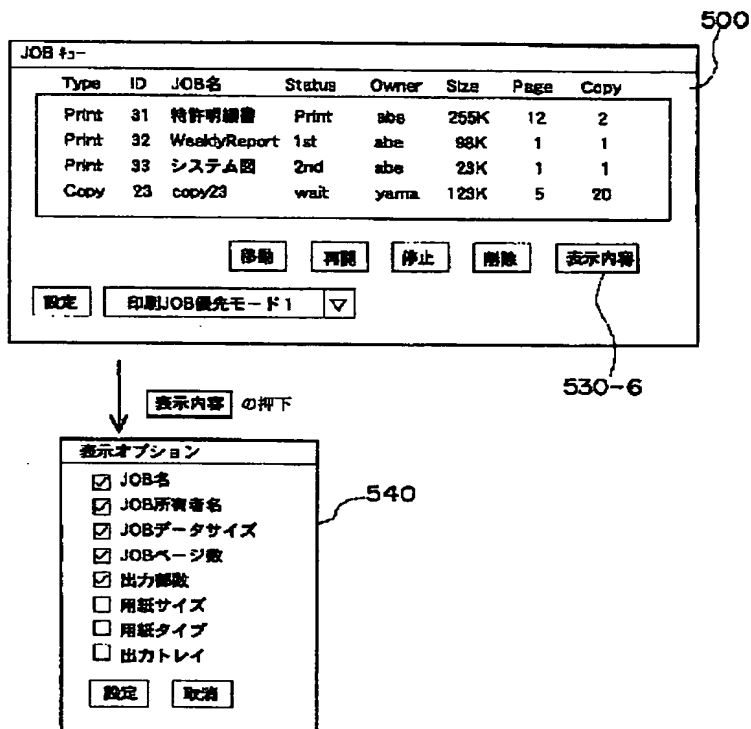 500
JOB キュー
Type ID JOB名 Status Owner Size Page Copy
Print 31 特許明細書 Print abe 255K 12 2
Print 32 WeaklyReport 1st abe 98K 1 1
Print 33 システム図 2nd abe 23K 1 1
Copy 23 copy23 wait yama 123K 5 20
移動 再開 停止 削除 表示内容
設定 印刷JOB優先モード1 ▽
530-6
表示内容 の押下
表示オプション
540
☑ JOB名
☑ JOB所有者名
☑ JOBデータサイズ
☑ JOBページ数
☑ 出力部数
☐ 用紙サイズ
☐ 用紙タイプ
☐ 出力トレイ
設定 取消